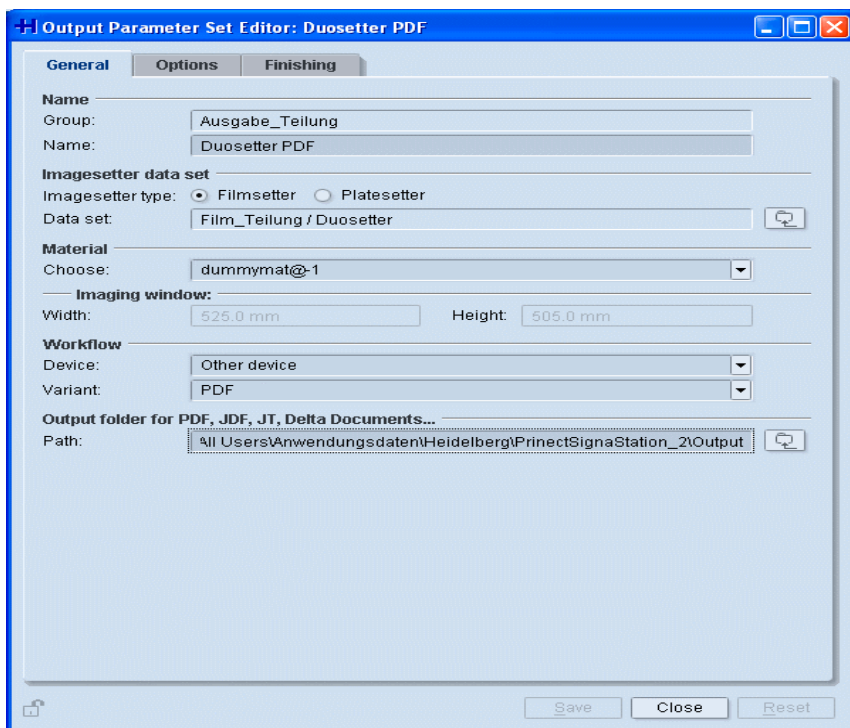 Output Parameter Set Editor: Duosetter PDF
General Options Finishing
Name
Group: Ausgabe_Teilung
Name: Duosetter PDF
Imagesetter data set
Imagesetter type: Filmsetter Platesetter
Data set: Film_Teilung / Duosetter
Material
Choose: dummymat@-1
Imaging window:
Width: 525.0 mm Height: 505.0 mm
Workflow
Device: Other device
Variant: PDF
Output folder for PDF, JDF, JT, Delta Documents...
Path: All Users\Anwendungsdaten\Heidelberg\PrinectSignaStation_2\Output
Save Close Reset